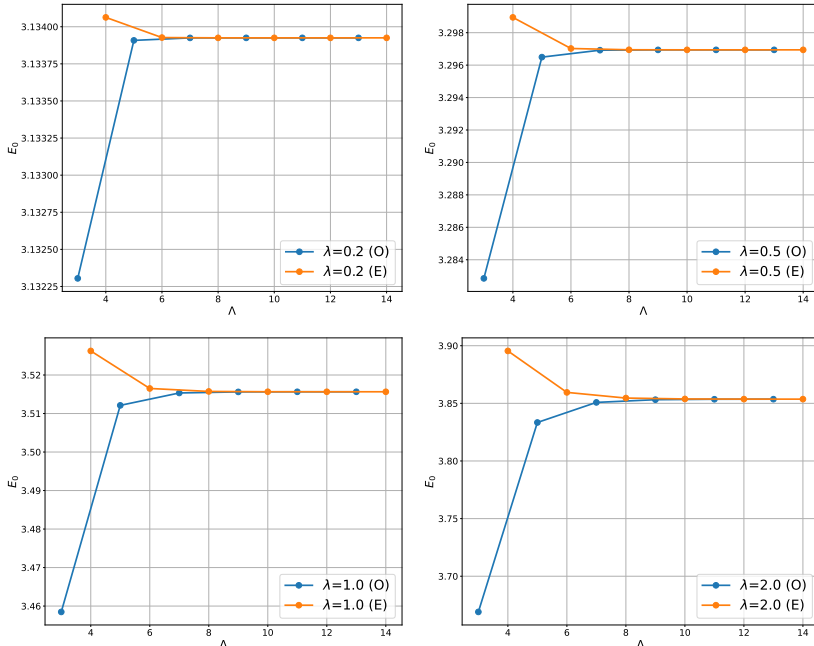 3.13400
3.13375
3.13350
3.13325
3.13300
3.13275
3.13250
3.13225
E0
4 6 8 10 12 14
Λ
λ=0.2 (O)
λ=0.2 (E)
3.298
3.296
3.294
3.292
3.290
3.288
3.286
3.284
E0
4 6 8 10 12 14
Λ
λ=0.5 (O)
λ=0.5 (E)
3.52
3.51
3.50
3.49
3.48
3.47
3.46
E0
4 6 8 10 12 14
Λ
λ=1.0 (O)
λ=1.0 (E)
3.90
3.85
3.80
3.75
3.70
E0
4 6 8 10 12 14
Λ
λ=2.0 (O)
λ=2.0 (E)